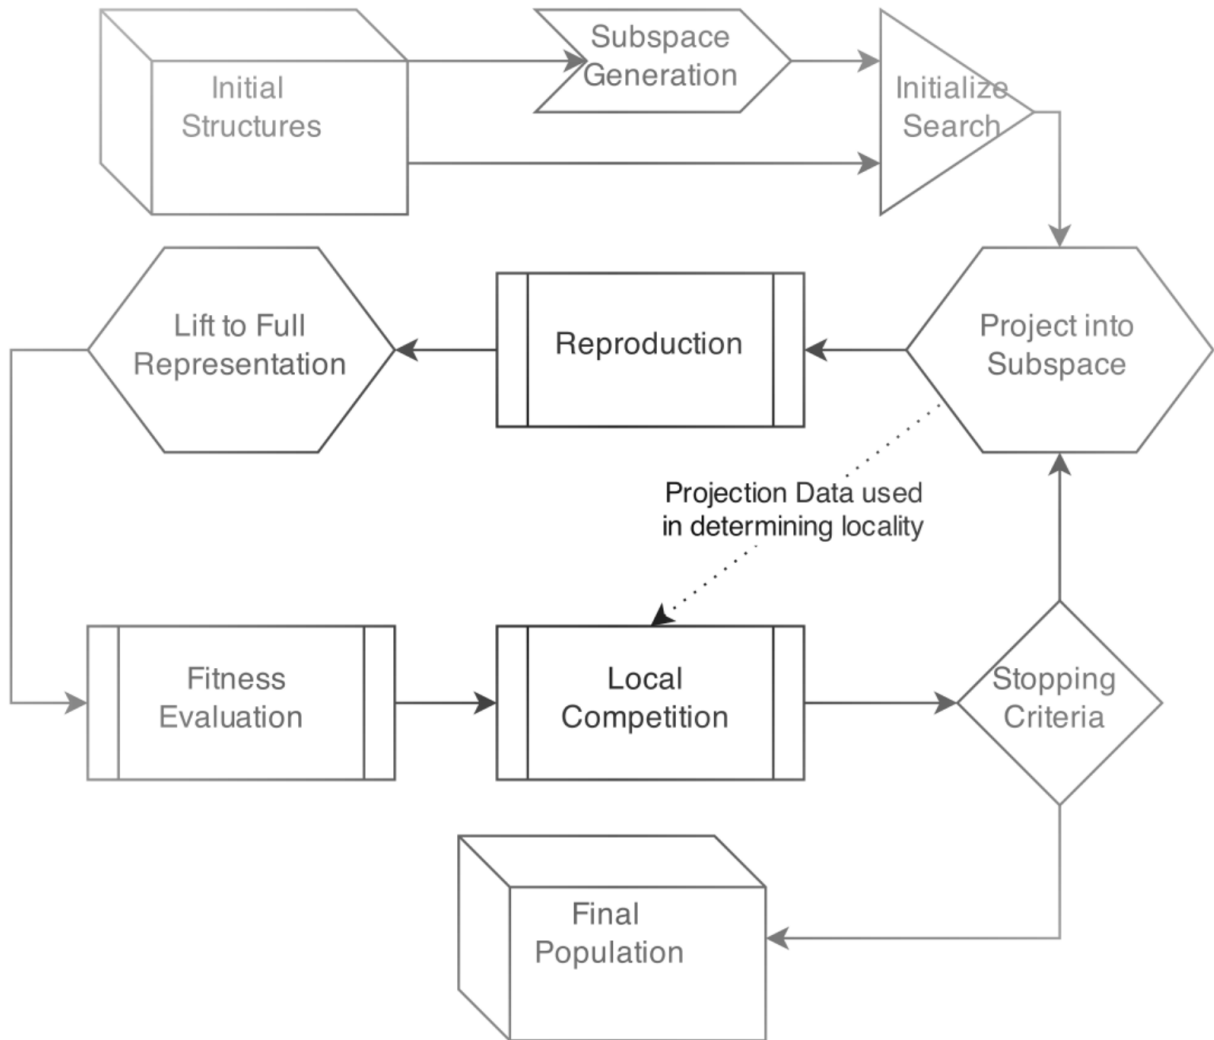 Initial
Structures
Subspace
Generation
Initialize
Search
Lift to Full
Representation
Reproduction
Project into
Subspace
Projection Data used
in determining locality
Fitness
Evaluation
Local
Competition
Stopping
Criteria
Final
Population